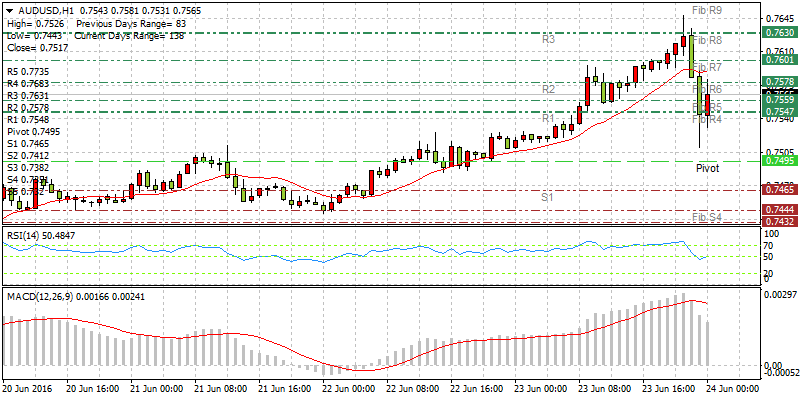 AUDUSD,H1 0.7543 0.7581 0.7531 0.7565
High= 0.7526 Previous Days Range= 83
Low= 0.7443 Current Days Range= 138
Close= 0.7517
R5 0.7735
R4 0.7683
R3 0.7631
R2 0.7578
R1 0.7548
Pivot 0.7495
S1 0.7465
S2 0.7412
S3 0.7382
Fib R9
R3
Fib R8
Fib R7
R2
Fib R6
R1
Fib R4
Pivot
S1
Fib S4
0.7645
0.7630
0.7601
0.7578
0.7559
0.7547
0.7540
0.7505
0.7495
0.7465
0.7444
0.7432
RSI(14) 50.4847
100
70
50
20
0
MACD(12,26,9) 0.00166 0.00241
0.00297
0.00
-0.00052
20 Jun 2016 20 Jun 16:00 21 Jun 00:00 21 Jun 08:00 21 Jun 16:00 22 Jun 00:00 22 Jun 08:00 22 Jun 16:00 23 Jun 00:00 23 Jun 08:00 23 Jun 16:00 24 Jun 00:00